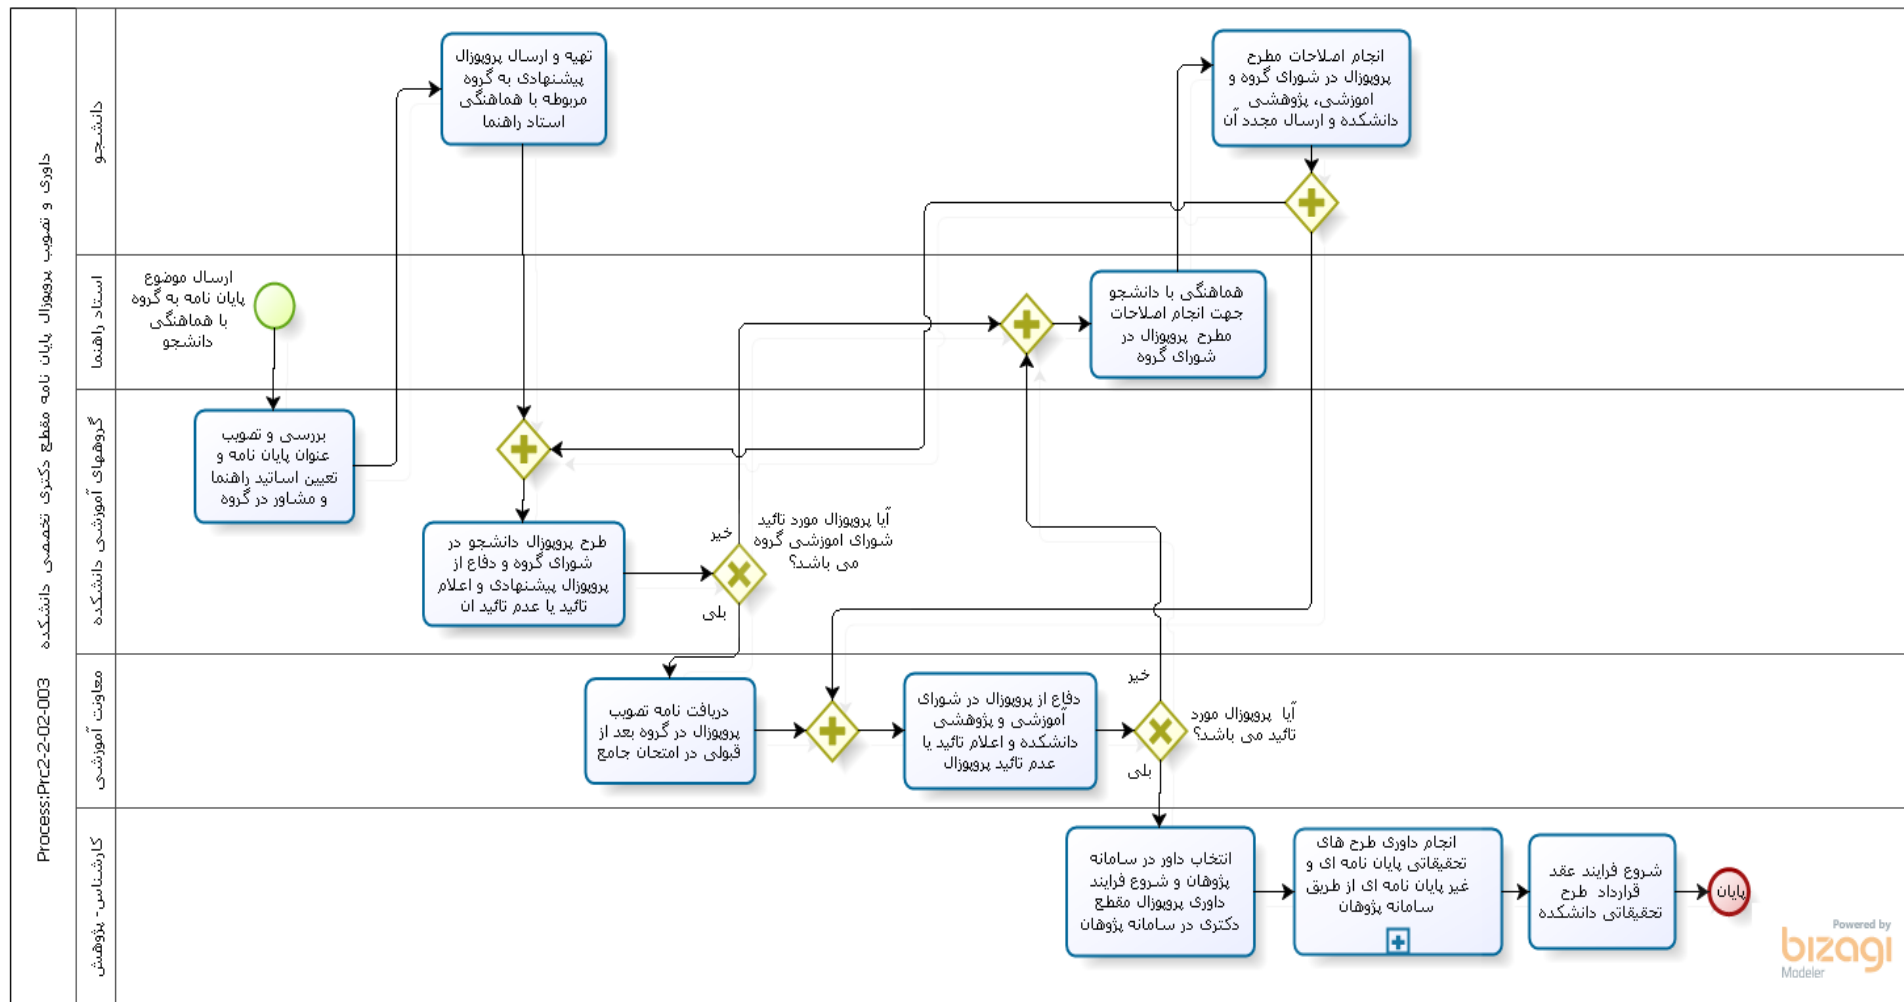 داوری و تصویب پروپوزال پایان نامه مقطع دکتری تخصصی دانشکده
Process:Prc2-2-02-003
دانشجو
تهیه و ارسال پروپوزال
پیشنهادی به گروه
مربوطه با هماهنگی
استاد راهنما
انجام اصلاحات مطرح
پروپوزال در شورای گروه و
اموزشی، پژوهشی
دانشکده و ارسال مجدد آن
استاد راهنما
ارسال موضوع
پایان نامه به گروه
با هماهنگی
دانشجو
هماهنگی با دانشجو
جهت انجام اصلاحات
مطرح پروپوزال در
شورای گروه
گروههای آموزشی دانشکده
بررسی و تصویب
عنوان پایان نامه و
تعیین اساتید راهنما
و مشاور در گروه
طرح پروپوزال دانشجو در
شورای گروه و دفاع از
پروپوزال پیشنهادی و اعلام
تائید یا عدم تائید ان
آیا پروپوزال مورد تائید
شورای اموزشی گروه
می باشد؟
خیر
بلی
معاونت آموزشی
دریافت نامه تصویب
پروپوزال در گروه بعد از
قبولی در امتحان جامع
دفاع از پروپوزال در شورای
آموزشی و پژوهشی
دانشکده و اعلام تائید یا
عدم تائید پروپوزال
خیر
آیا پروپوزال مورد
تائید می باشد؟
بلی
کارشناس- پژوهش
انتخاب داور در سامانه
پژوهان و شروع فرایند
داوری پروپوزال مقطع
دکتری در سامانه پژوهان
انجام داوری طرح های
تحقیقاتی پایان نامه ای و
غیر پایان نامه ای از طریق
سامانه پژوهان
شروع فرایند عقد
قرارداد طرح
تحقیقاتی دانشکده
پایان
Powered by
bizagi
Modeler